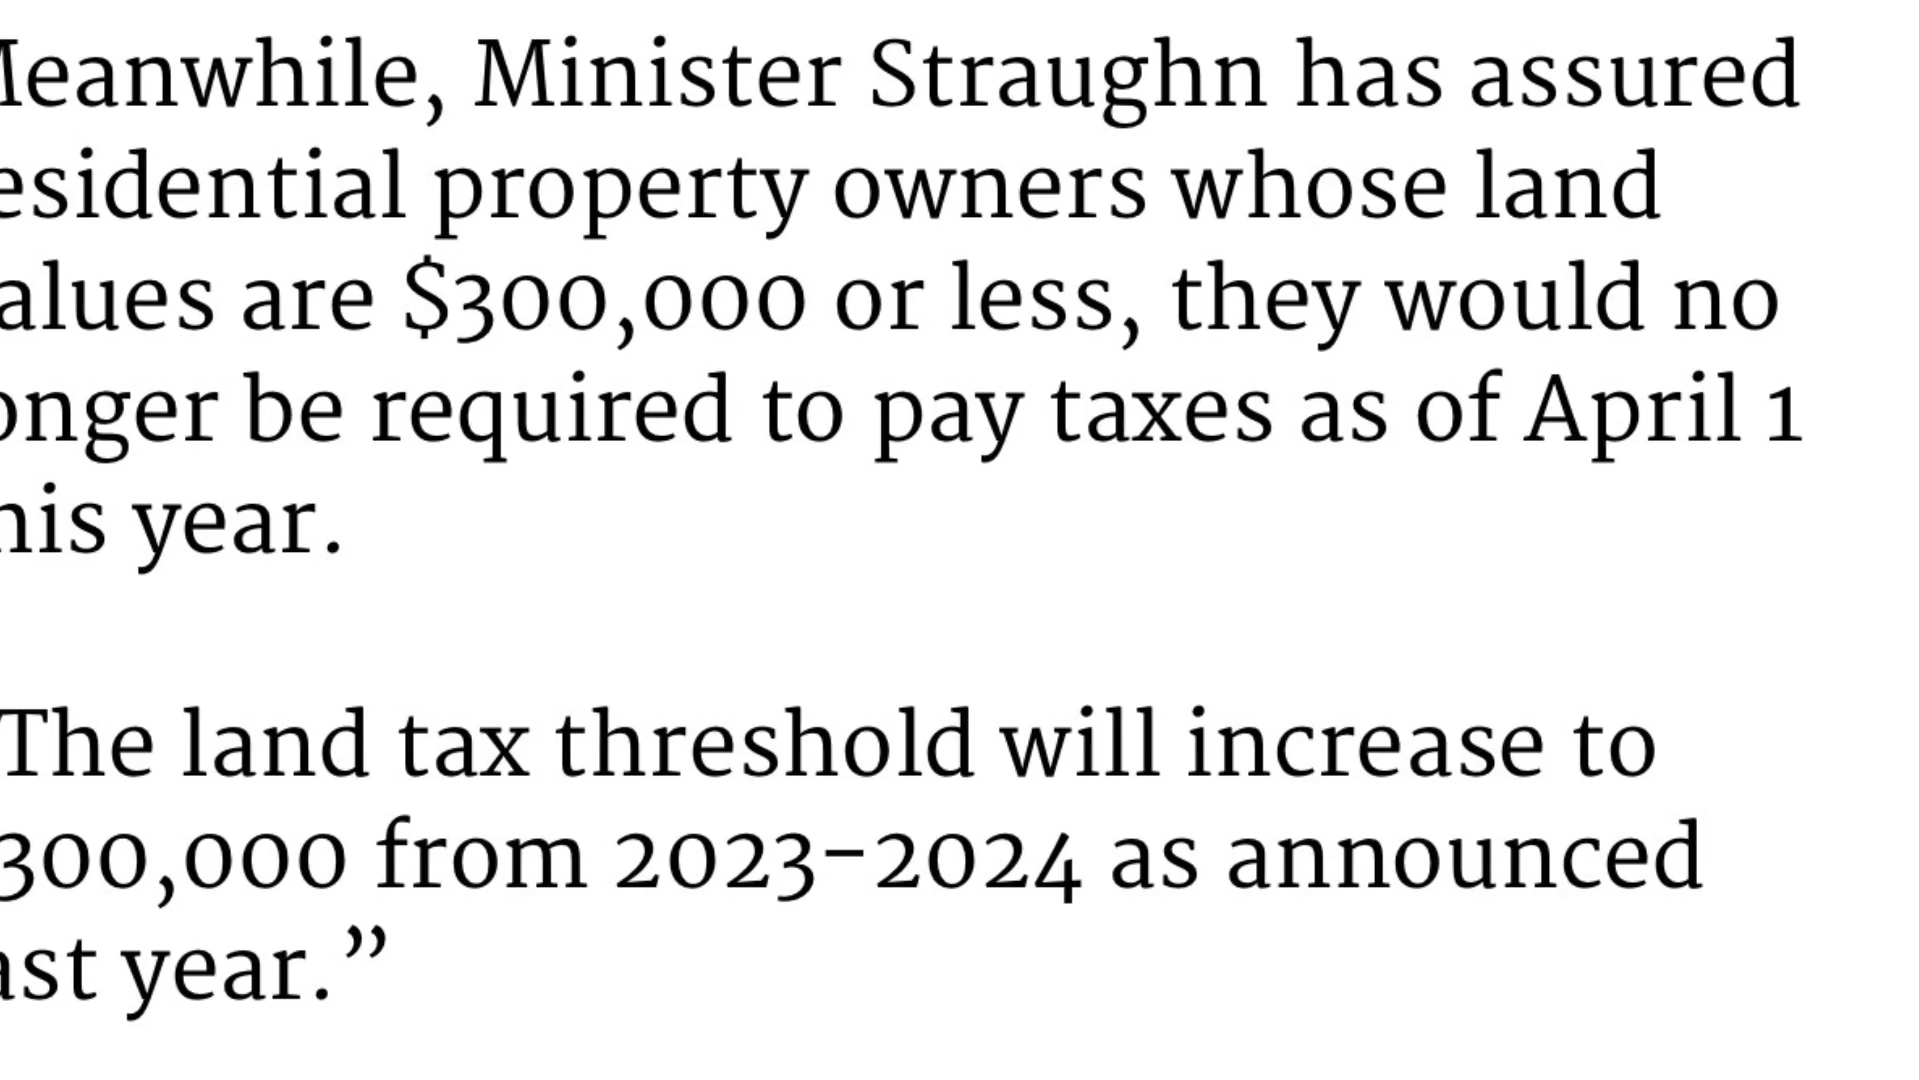 Meanwhile, Minister Straughn has assured
esidential property owners whose land
alues are $300,000 or less, they would no
onger be required to pay taxes as of April 1
his year.
The land tax threshold will increase to
300,000 from 2023-2024 as announced
ast year.”